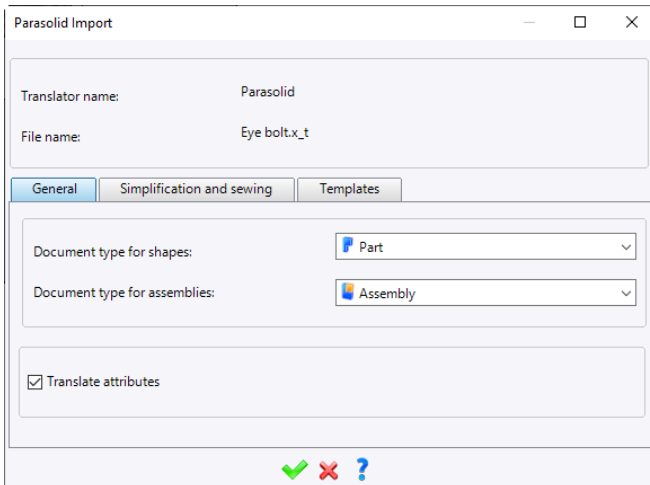 Parasolid Import
Translator name: Parasolid
File name: Eye bolt.x_t
General Simplification and sewing Templates
Document type for shapes: Part
Document type for assemblies: Assembly
Translate attributes
?